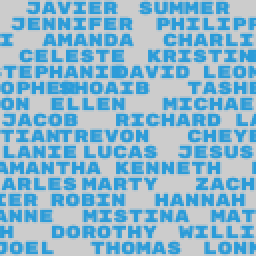 JAVIER SUMMER
JENNIFER PHILIPP
I AMANDA CHARLI
CELESTE KRISTIN
STEPHANIE DAVID LEON
OPHER SHOAIB TASHE
ON ELLEN MICHAE
JACOB RICHARD LA
TIAN TREVON CHEYE
LANIE LUCAS JESUS
AMANTHA KENNETH
ARLES MARTY ZACH
IER ROBIN HANNAH
ANNE MISTINA MAT
H DOROTHY WILLI
JOEL THOMAS LONN